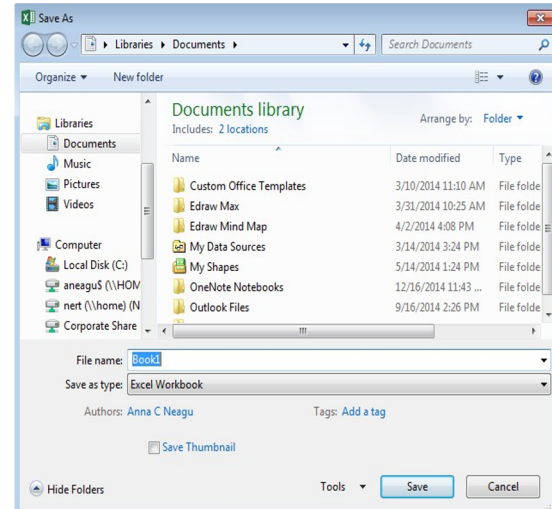 Save As
Libraries Documents Search Documents
Organize New folder
Libraries
Documents
Music
Pictures
Videos
Computer
Local Disk (C:)
aneagu$ (\\HOM
nert (\\home) (N
Corporate Share
Documents library
Includes: 2 locations
Arrange by: Folder
Name Date modified Type
Custom Office Templates 3/10/2014 11:10 AM File folde
Edraw Max 3/31/2014 10:25 AM File folde
Edraw Mind Map 4/2/2014 4:08 PM File folde
My Data Sources 3/14/2014 3:24 PM File folde
My Shapes 5/14/2014 1:24 PM File folde
OneNote Notebooks 12/16/2014 11:43 ... File folde
Outlook Files 9/16/2014 2:26 PM File folde
File name: Book1
Save as type: Excel Workbook
Authors: Anna C Neagu Tags: Add a tag
Save Thumbnail
Hide Folders Tools Save Cancel